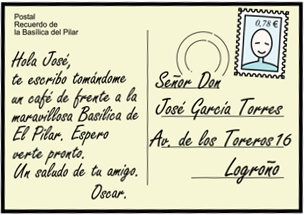 Postal
Recuerdo de
la Basílica del Pilar
Hola José,
te escribo tomándome
un café de frente a la
maravillosa Basílica de
El Pilar. Espero
verte pronto.
Un saludo de tu amigo.
Oscar.
0,78 €
Señor Don
José García Torres
Av. de los Toreros 16
Logroño